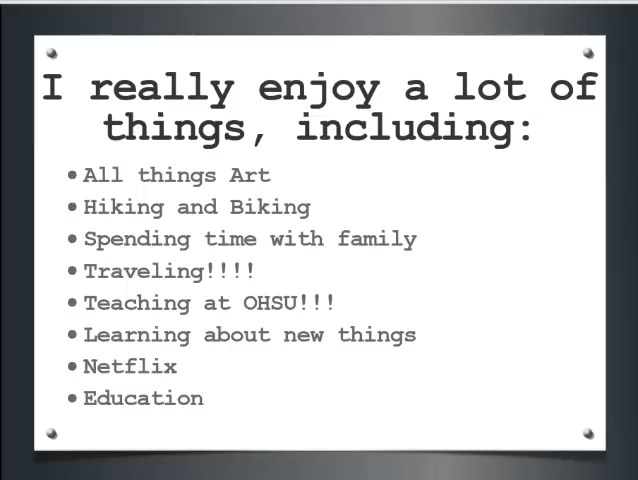 I really enjoy a lot of
things, including:
•All things Art
•Hiking and Biking
•Spending time with family
•Traveling!!!!
•Teaching at OHSU!!!
•Learning about new things
•Netflix
•Education